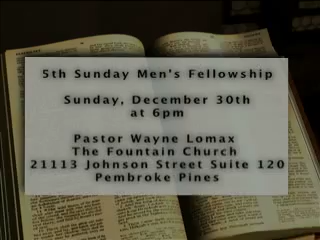 5th Sunday Men's Fellowship
Sunday, December 30th
at 6pm
Pastor Wayne Lomax
The Fountain Church
21113 Johnson Street Suite 120
Pembroke Pines